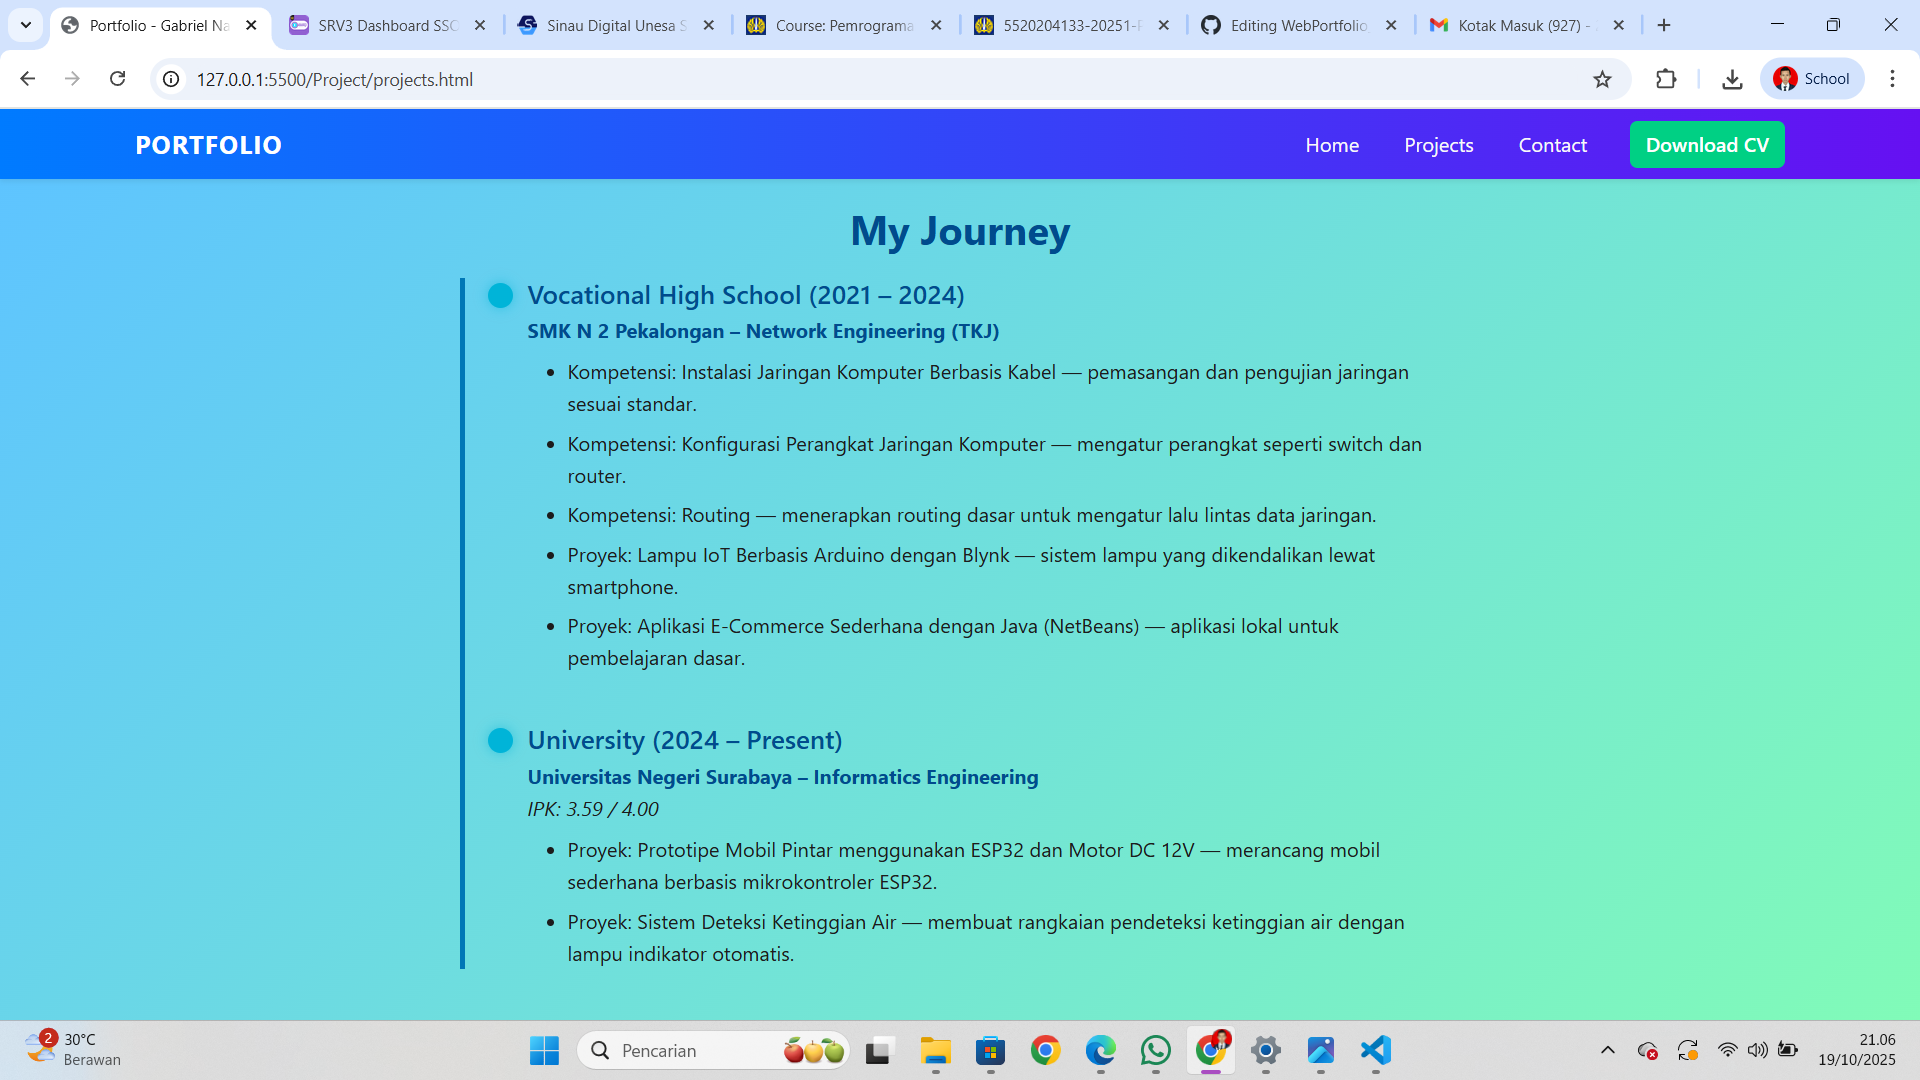 Portfolio - Gabriel Na
SRV3 Dashboard SSO
Sinau Digital Unesa S
Course: Pemrograma
5520204133-20251-P
Editing WebPortfolio
Kotak Masuk (927) -
127.0.0.1:5500/Project/projects.html
School
PORTFOLIO
Home
Projects
Contact
Download CV
My Journey
Vocational High School (2021 – 2024)
SMK N 2 Pekalongan – Network Engineering (TKJ)
• Kompetensi: Instalasi Jaringan Komputer Berbasis Kabel — pemasangan dan pengujian jaringan
sesuai standar.
• Kompetensi: Konfigurasi Perangkat Jaringan Komputer — mengatur perangkat seperti switch dan
router.
• Kompetensi: Routing — menerapkan routing dasar untuk mengatur lalu lintas data jaringan.
• Proyek: Lampu IoT Berbasis Arduino dengan Blynk — sistem lampu yang dikendalikan lewat
smartphone.
• Proyek: Aplikasi E-Commerce Sederhana dengan Java (NetBeans) — aplikasi lokal untuk
pembelajaran dasar.
University (2024 – Present)
Universitas Negeri Surabaya – Informatics Engineering
IPK: 3.59 / 4.00
• Proyek: Prototipe Mobil Pintar menggunakan ESP32 dan Motor DC 12V — merancang mobil
sederhana berbasis mikrokontroler ESP32.
• Proyek: Sistem Deteksi Ketinggian Air — membuat rangkaian pendeteksi ketinggian air dengan
lampu indikator otomatis.
2
30°C
Berawan
Pencarian
21.06
19/10/2025